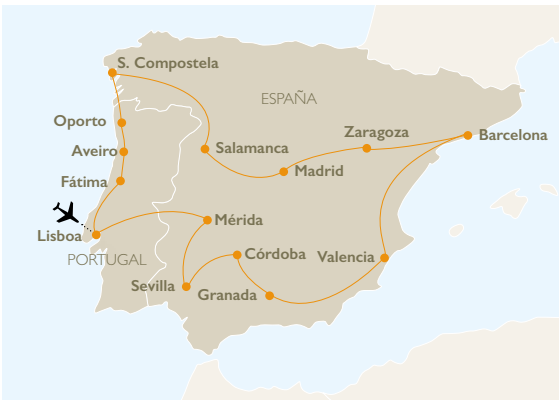 S. Compostela
ESPAÑA
Oporto
Zaragoza
Barcelona
Aveiro
Salamanca
Madrid
Fátima
Mérida
Lisboa
PORTUGAL
Córdoba
Valencia
Sevilla
Granada